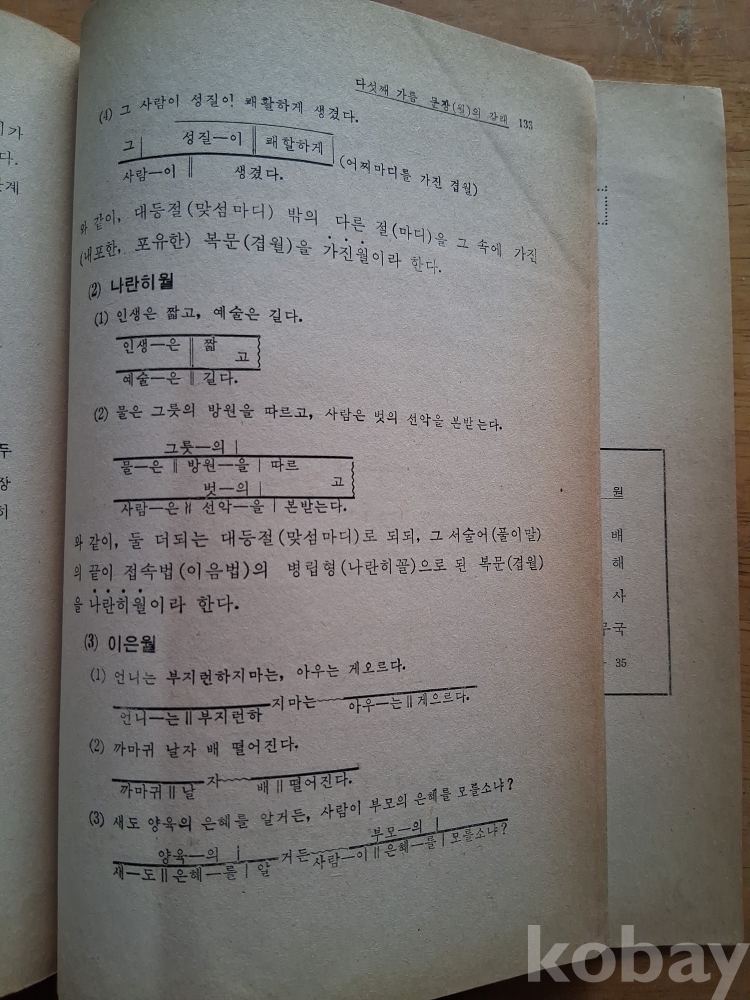 다섯째 가름 문장(월)의 갈래 133
(4) 그 사람이 성질이! 쾌활하게 생겼다.
그 | 성질—이 ‖ 쾌할하게
사람—이 ‖ 생겼다.
(어찌마디를 가진 겹월)
와 같이, 대등절(맞섬마디) 밖의 다른 절(마디)을 그 속에 가진
(내포한, 포유한) 복문(겹월)을 가진월이라 한다.
(2) 나란히월
(1) 인생은 짧고, 예술은 길다.
인생—은 ‖ 짧
고
예술—은 ‖ 길다.
(2) 물은 그릇의 방원을 따르고, 사람은 벗의 선악을 본받는다.
그릇—의 |
물—은 ‖ 방원—을 | 따르
고
벗—의 |
사람—은 ‖ 선악—을 | 본받는다.
와 같이, 둘 더되는 대등절(맞섬마디)로 되되, 그 서술어(풀이말)
의 끝이 접속법(이음법)의 병립형(나란히꼴)으로 된 복문(겹월)
을 나란히월이라 한다.
(3) 이은월
(1) 언니는 부지런하지마는, 아우는 게오르다.
언니—는 ‖ 부지런하 지마는 아우—는 ‖ 게으르다.
(2) 까마귀 날자 배 떨어진다.
까마귀 ‖ 날 자 배 ‖ 떨어진다.
(3) 새도 양육의 은혜를 알거든, 사람이 부모의 은혜를 모를소냐?
양육—의 | 부모—의 |
새—도 ‖ 은혜—를 | 알 거든 사람—이 ‖ 은혜—를 | 모를소냐?
가
다.
두
장
히
월
배
해
사
국
35
kobay